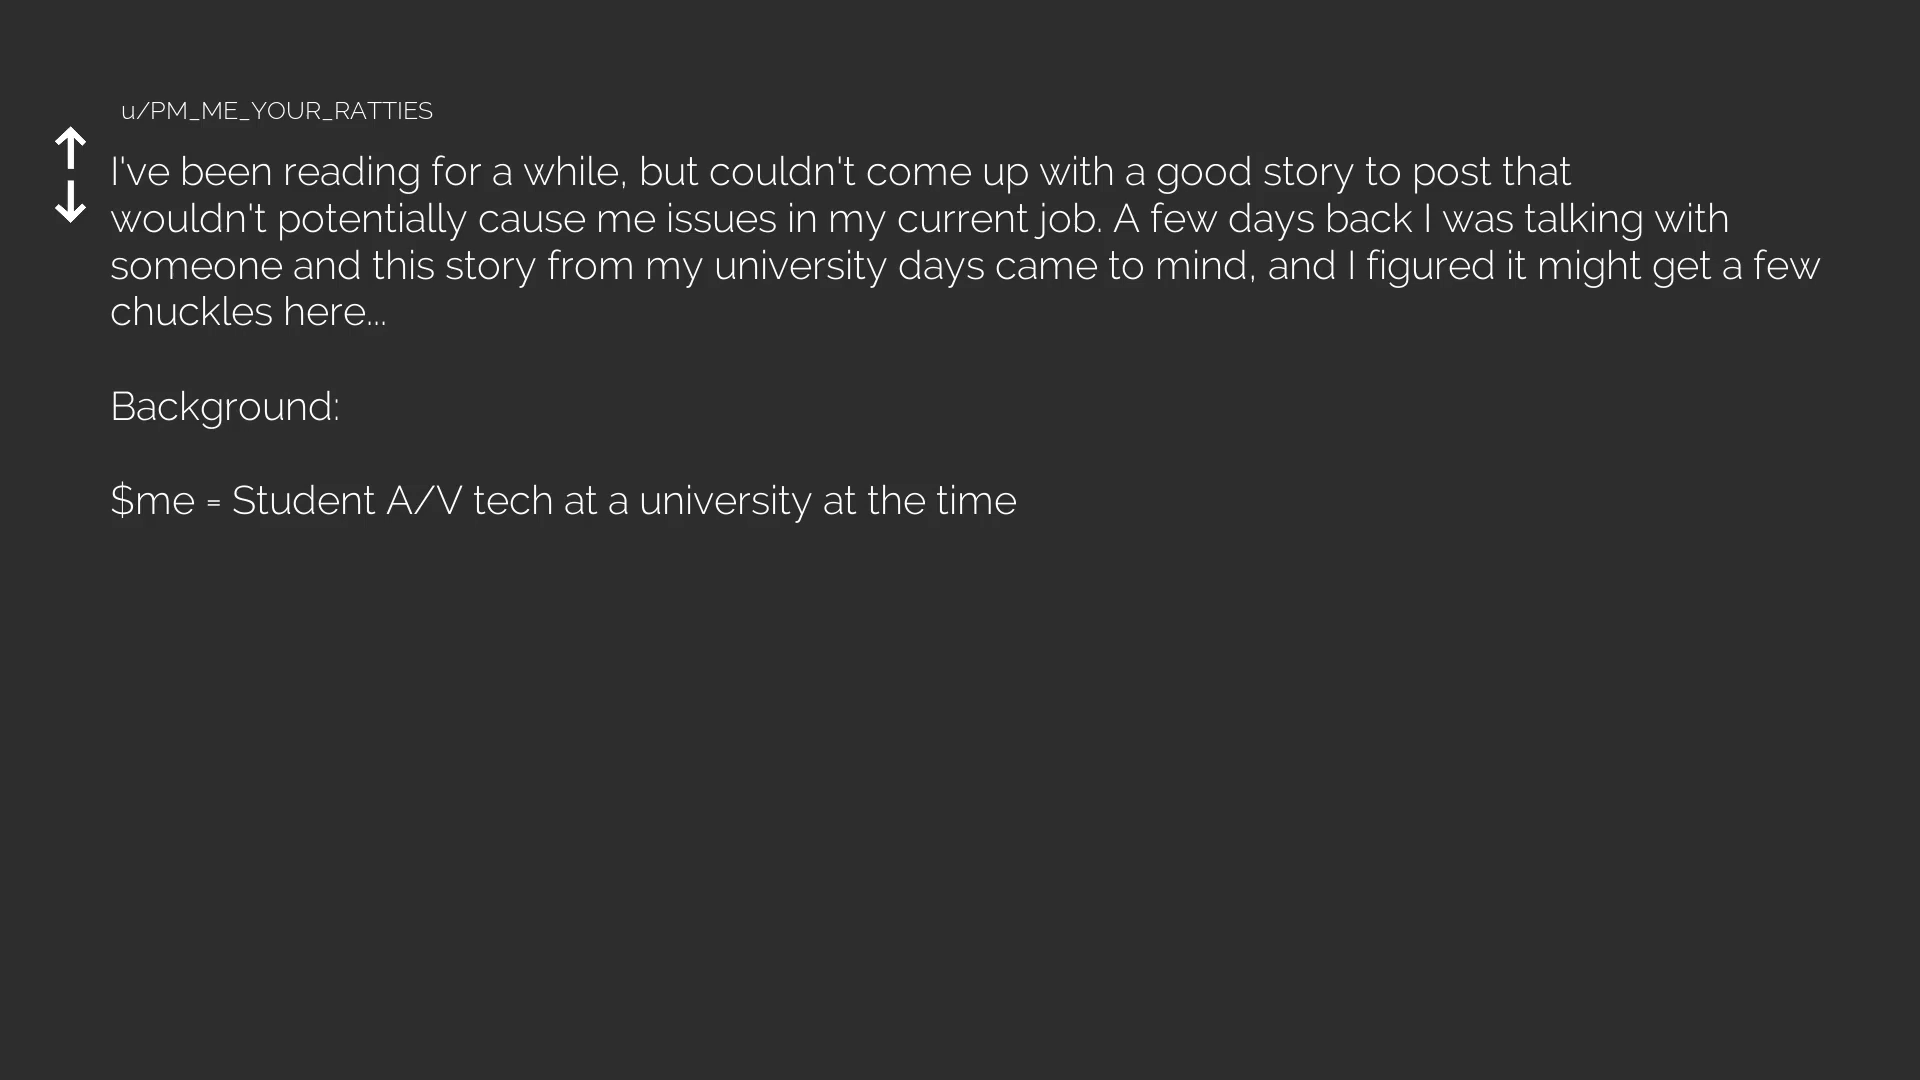 u/PM_ME_YOUR_RATTIES
I've been reading for a while, but couldn't come up with a good story to post that
wouldn't potentially cause me issues in my current job. A few days back I was talking with
someone and this story from my university days came to mind, and I figured it might get a few
chuckles here...
Background:
$me = Student A/V tech at a university at the time